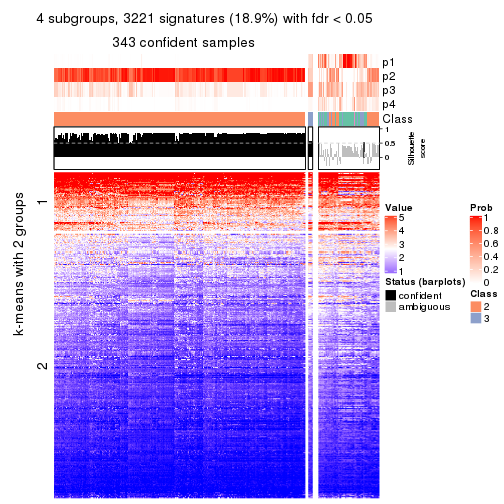 4 subgroups, 3221 signatures (18.9%) with fdr < 0.05
343 confident samples
p1
p2
p3
p4
Class
1
0.5
0
Silhouette
score
k-means with 2 groups
1
2
Value
5
4
3
2
1
Status (barplots)
confident
ambiguous
Prob
1
0.8
0.6
0.4
0.2
0
Class
2
3